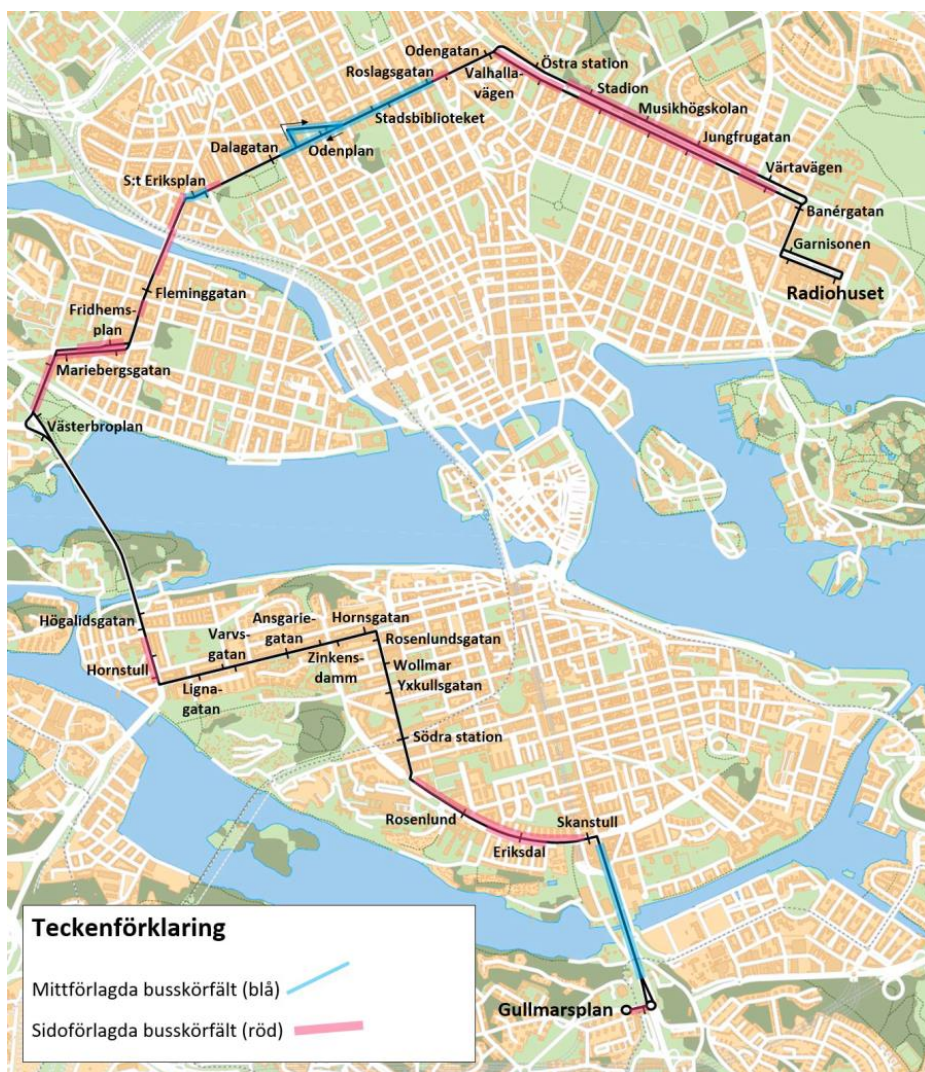 Odengatan
Östra station
Roslagsgatan
Valhalla-
vägen
Stadion
Musikhögskolan
Stadsbiblioteket
Jungfrugatan
Dalagatan
Odenplan
Värtavägen
S:t Eriksplan
Banérgatan
Garnisonen
Radiohuset
Fleminggatan
Fridhems-
plan
Mariebergsgatan
Västerbroplan
Högalidsgatan
Ansgarie-
gatan
Hornsgatan
Varvs-
gatan
Rosenlundsgatan
Hornstull
Zinkens-
damm
Wollmar
Yxkullsgatan
Ligna-
gatan
Södra station
Rosenlund
Skanstull
Eriksdal
Gullmarsplan
Teckenförklaring
Mittförlagda busskörfält (blå)
Sidoförlagda busskörfält (röd)